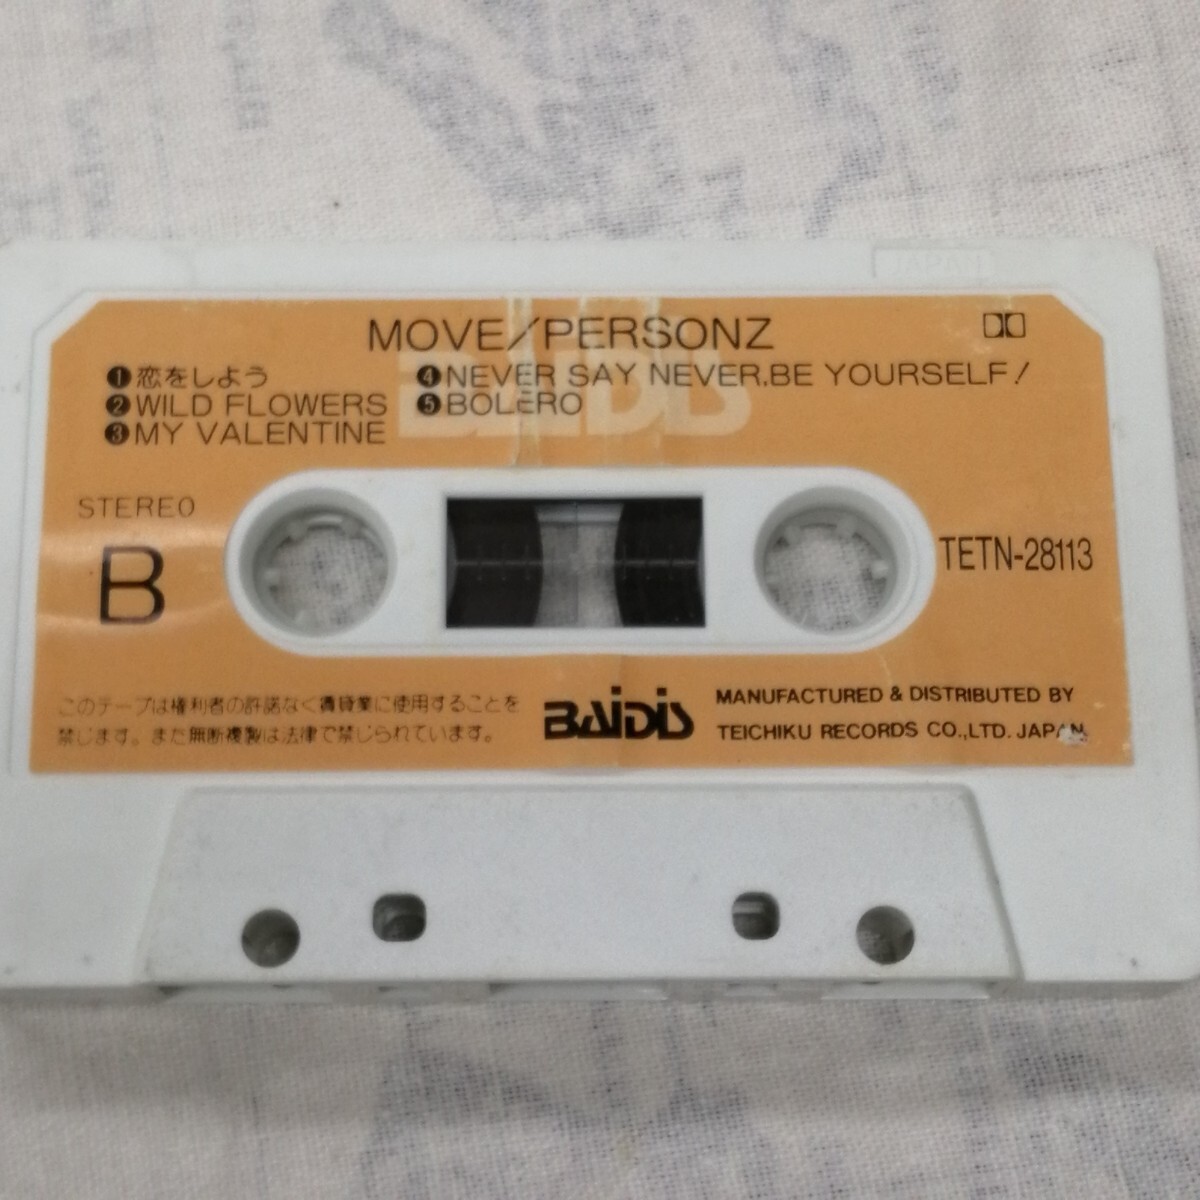 JAPAN
MOVE/PERSONZ
❶恋をしよう
❷WILD FLOWERS
❸MY VALENTINE
❹NEVER SAY NEVER.BE YOURSELF!
❺BOLERO
BAIDIS
STEREO
B
TETN-28113
このテープは権利者の許諾なく賃貸業に使用することを
禁じます。また無断複製は法律で禁じられています。
BAIDIS
MANUFACTURED & DISTRIBUTED BY
TEICHIKU RECORDS CO.,LTD. JAPAN